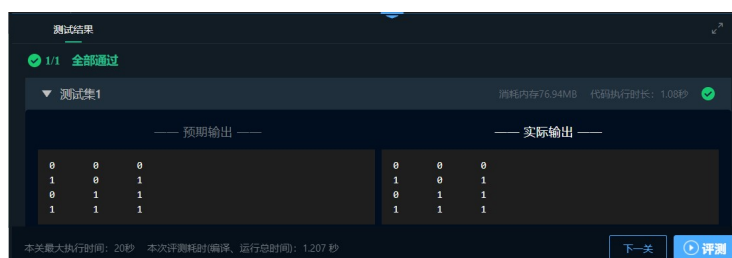 测试结果
1/1 全部通过
测试集1 消耗内存76.94MB 代码执行时长：1.08秒
—— 预期输出 —— —— 实际输出 ——
0 0 0 0 0 0
1 0 1 1 0 1
0 1 1 0 1 1
1 1 1 1 1 1
本关最大执行时间：20秒 本次评测耗时(编译、运行总时间)：1.207 秒 下一关 评测